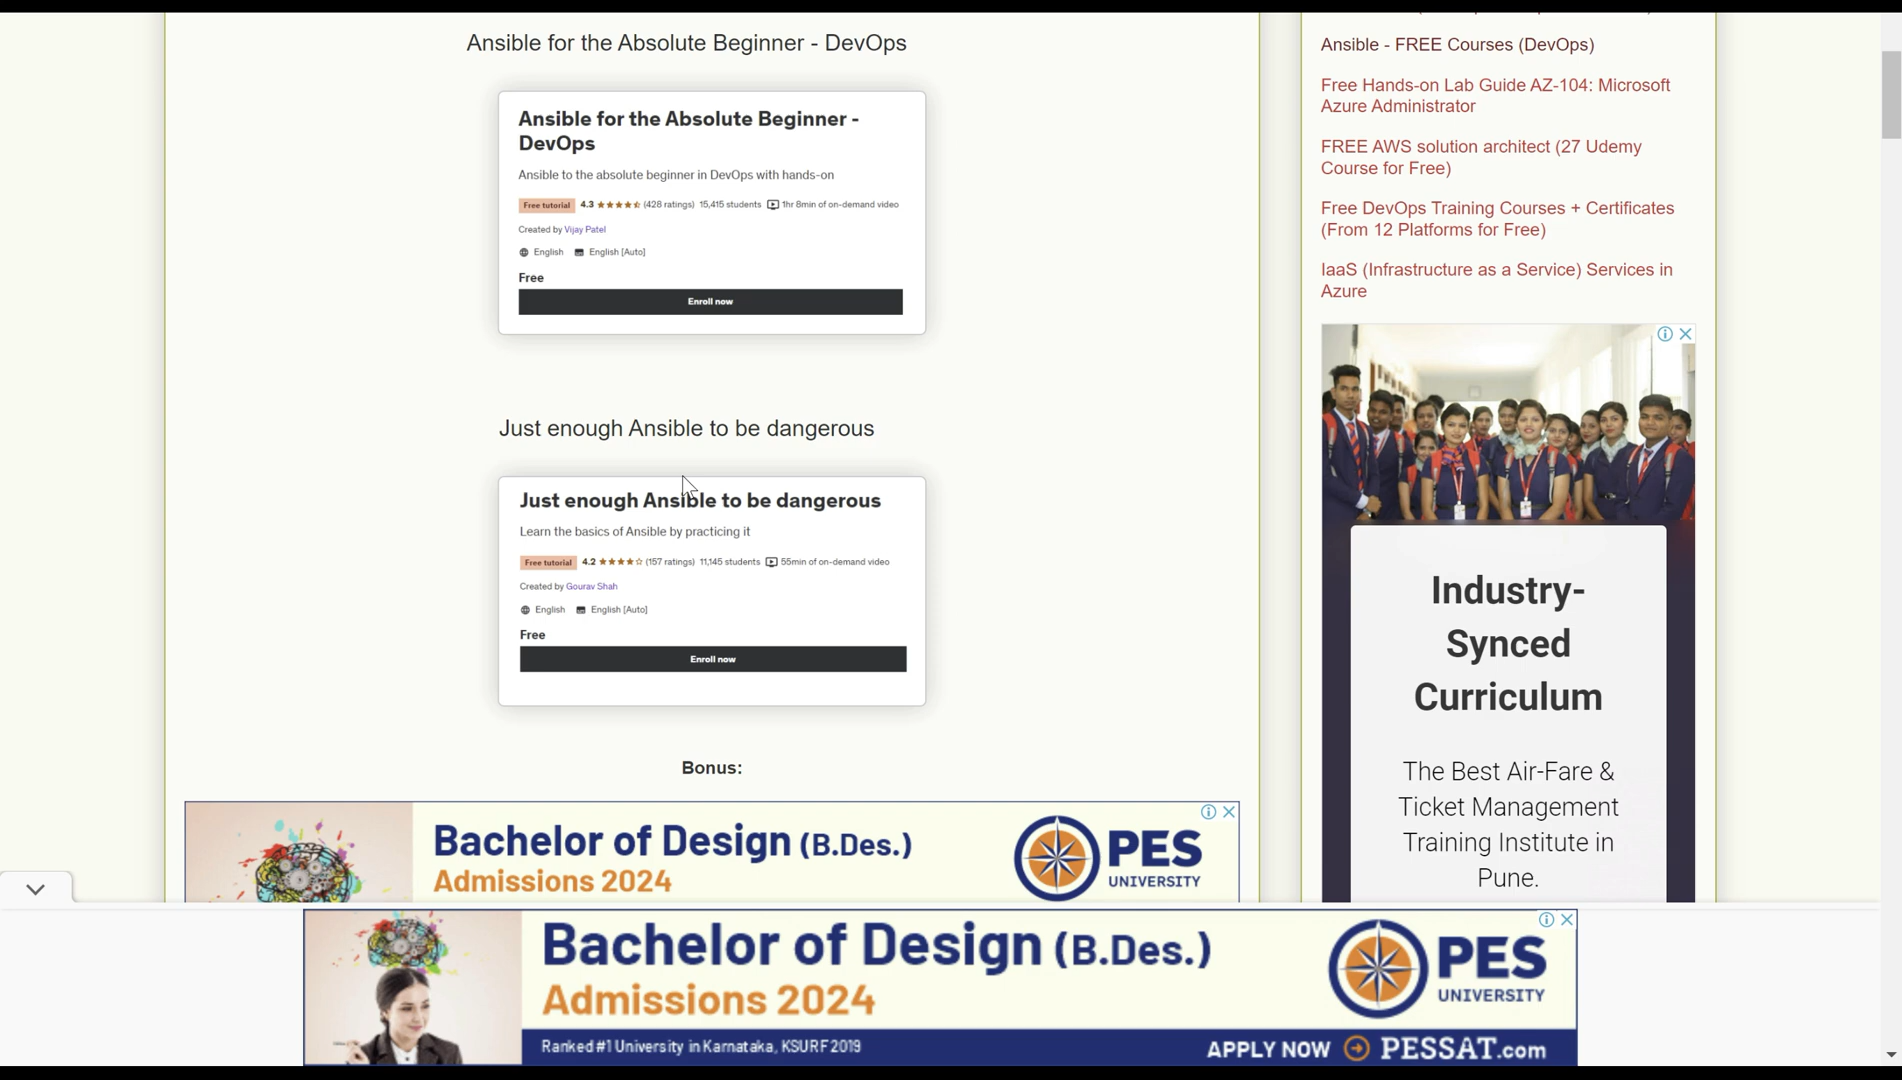 Ansible for the Absolute Beginner - DevOps
Ansible for the Absolute Beginner -
DevOps
Ansible to the absolute beginner in DevOps with hands-on
Free tutorial 4.3 (428 ratings) 15,415 students 1hr 8min of on-demand video
Created by Vijay Patel
English English [Auto]
Free
Enroll now
Just enough Ansible to be dangerous
Just enough Ansible to be dangerous
Learn the basics of Ansible by practicing it
Free tutorial 4.2 (157 ratings) 11,145 students 55min of on-demand video
Created by Gourav Shah
English English [Auto]
Free
Enroll now
Bonus:
Bachelor of Design (B.Des.)
Admissions 2024
PES
UNIVERSITY
Ansible - FREE Courses (DevOps)
Free Hands-on Lab Guide AZ-104: Microsoft
Azure Administrator
FREE AWS solution architect (27 Udemy
Course for Free)
Free DevOps Training Courses + Certificates
(From 12 Platforms for Free)
IaaS (Infrastructure as a Service) Services in
Azure
Industry-
Synced
Curriculum
The Best Air-Fare &
Ticket Management
Training Institute in
Pune.
Bachelor of Design (B.Des.)
Admissions 2024
PES
UNIVERSITY
Ranked #1 University in Karnataka, KSURF 2019
APPLY NOW PESSAT.com